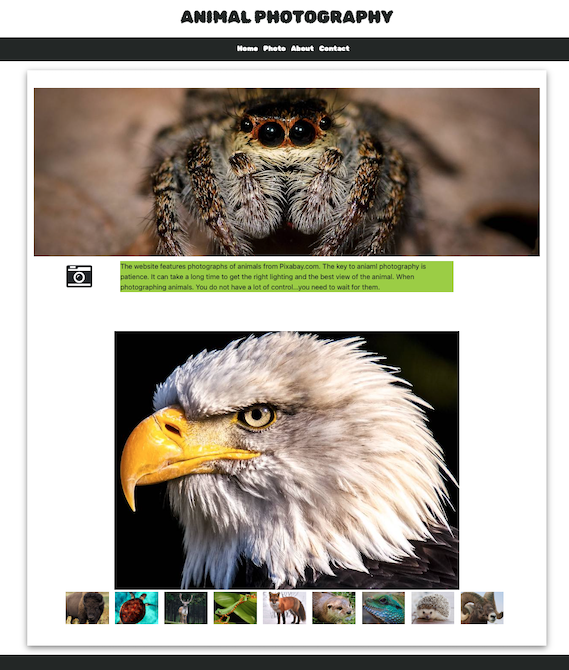 ANIMAL PHOTOGRAPHY
Home Photo About Contact
The website features photographs of animals from Pixabay.com. The key to aniaml photography is
patience. It can take a long time to get the right lighting and the best view of the animal. When
photographing animals. You do not have a lot of control...you need to wait for them.